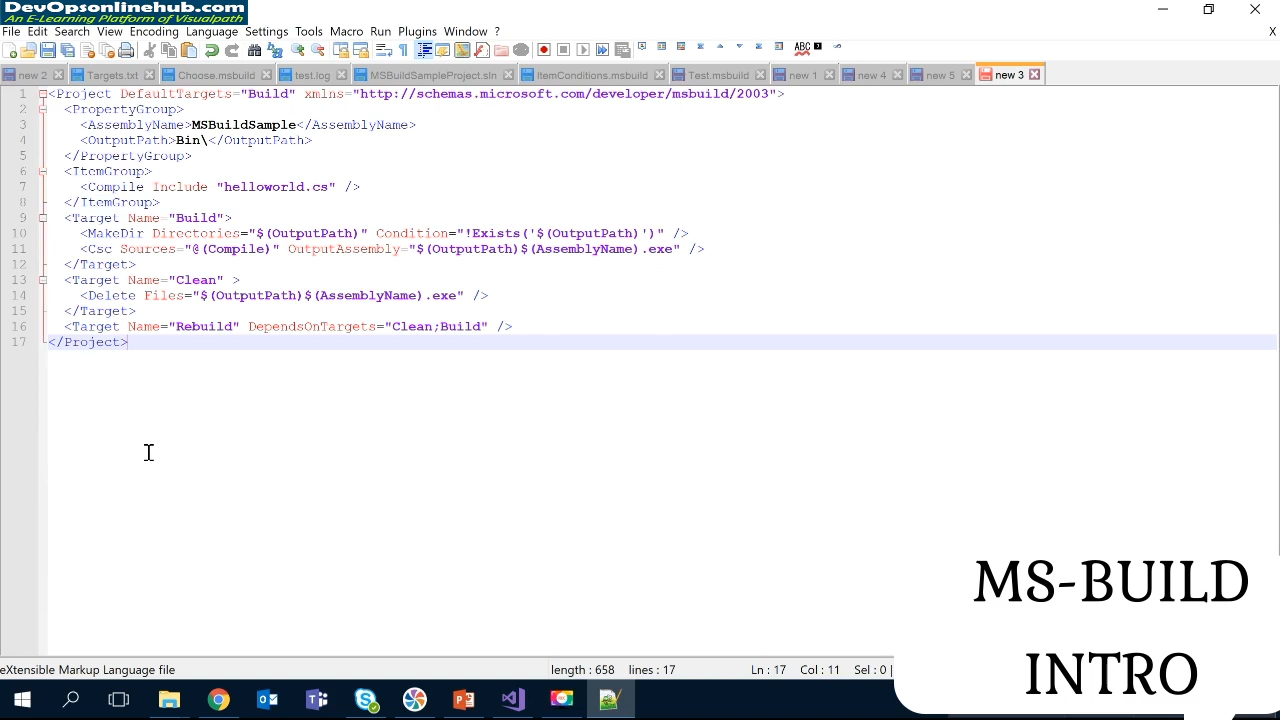 DevOpsonlinehub.com
An E-Learning Platform of Visualpath
File Edit Search View Encoding Language Settings Tools Macro Run Plugins Window ? X
ABC
new 2 Targets.txt Choose.msbuild test.log MSBuildSampleProject.sln ItemConditions.msbuild Test.msbuild new 1 new 4 new 5 new 3
1 <Project DefaultTargets="Build" xmlns="http://schemas.microsoft.com/developer/msbuild/2003">
2 <PropertyGroup>
3 <AssemblyName>MSBuildSample</AssemblyName>
4 <OutputPath>Bin\</OutputPath>
5 </PropertyGroup>
6 <ItemGroup>
7 <Compile Include "helloworld.cs" />
8 </ItemGroup>
9 <Target Name="Build">
10 <MakeDir Directories="$(OutputPath)" Condition="!Exists('$(OutputPath)')" />
11 <Csc Sources="@(Compile)" OutputAssembly="$(OutputPath)$(AssemblyName).exe" />
12 </Target>
13 <Target Name="Clean" >
14 <Delete Files="$(OutputPath)$(AssemblyName).exe" />
15 </Target>
16 <Target Name="Rebuild" DependsOnTargets="Clean;Build" />
17 </Project>
MS-BUILD
INTRO
eXtensible Markup Language file length : 658 lines : 17 Ln : 17 Col : 11 Sel : 0 |